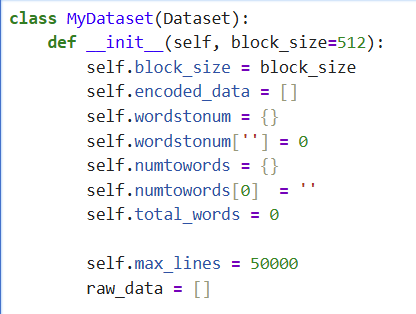 class MyDataset(Dataset):
    def __init__(self, block_size=512):
        self.block_size = block_size
        self.encoded_data = []
        self.wordstonum = {}
        self.wordstonum[''] = 0
        self.numtowords = {}
        self.numtowords[0]  = ''
        self.total_words = 0

        self.max_lines = 50000
        raw_data = []